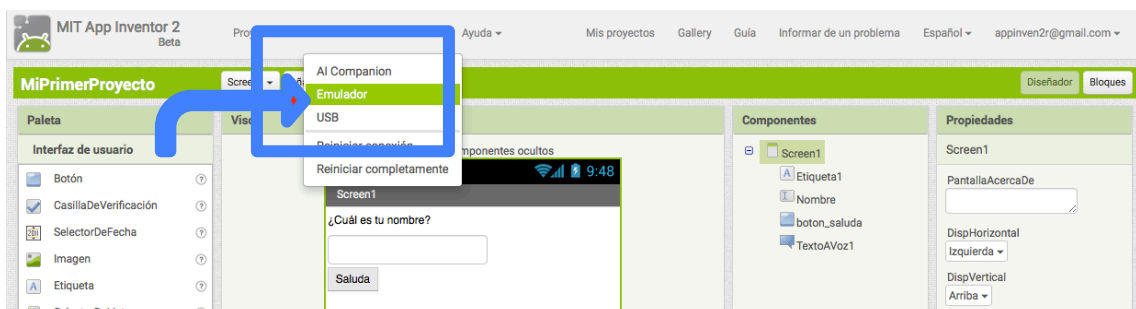 MIT App Inventor 2
Beta
Ayuda
Mis proyectos
Gallery
Guía
Informar de un problema
Español
appinven2r@gmail.com
MiPrimerProyecto
Diseñador
Bloques
AI Companion
Emulador
USB
Reiniciar conexión
Reiniciar completamente
Paleta
Interfaz de usuario
Botón
CasillaDeVerificación
SelectorDeFecha
Imagen
Etiqueta
componentes ocultos
9:48
Screen1
¿Cuál es tu nombre?
Saluda
Componentes
Screen1
Etiqueta1
Nombre
boton_saluda
TextoAVoz1
Propiedades
Screen1
PantallaAcercaDe
DispHorizontal
Izquierda
DispVertical
Arriba